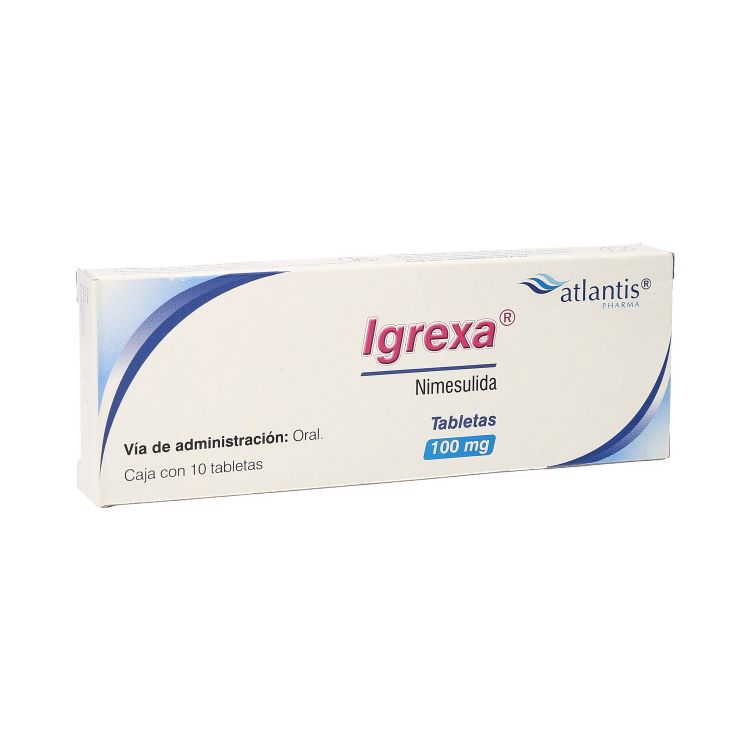 atlantis®
PHARMA
Igrexa®
Nimesulida
Tabletas
100 mg
Vía de administración: Oral.
Caja con 10 tabletas